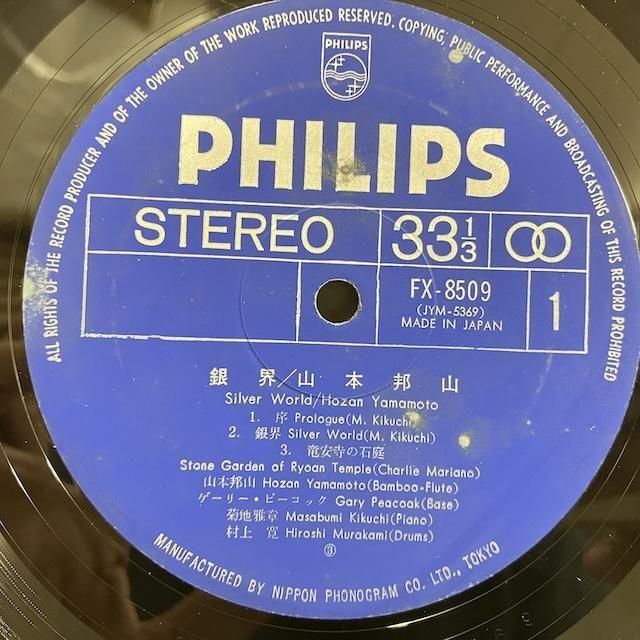 ALL RIGHTS OF THE RECORD PRODUCER AND OF THE OWNER OF THE WORK REPRODUCED RESERVED. COPYING, PUBLIC PERFORMANCE AND BROADCASTING OF THIS RECORD PROHIBITED
PHILIPS
PHILIPS
STEREO 33 1/3
FX-8509
(JYM-5369)
MADE IN JAPAN
1
銀界/山本邦山
Silver World/Hozan Yamamoto
1. 序 Prologue(M. Kikuchi)
2. 銀界 Silver World(M. Kikuchi)
3. 竜安寺の石庭
Stone Garden of Ryoan Temple(Charlie Mariano)
山本邦山 Hozan Yamamoto(Bamboo-Flute)
ゲーリー・ピーコック Gary Peacoak(Base)
菊地雅章 Masabumi Kikuchi(Piano)
村上 寛 Hiroshi Murakami(Drums)
③
MANUFACTURED BY NIPPON PHONOGRAM CO. LTD., TOKYO